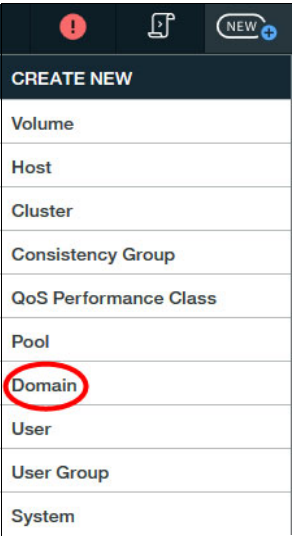 NEW
CREATE NEW
Volume
Host
Cluster
Consistency Group
QoS Performance Class
Pool
Domain
User
User Group
System